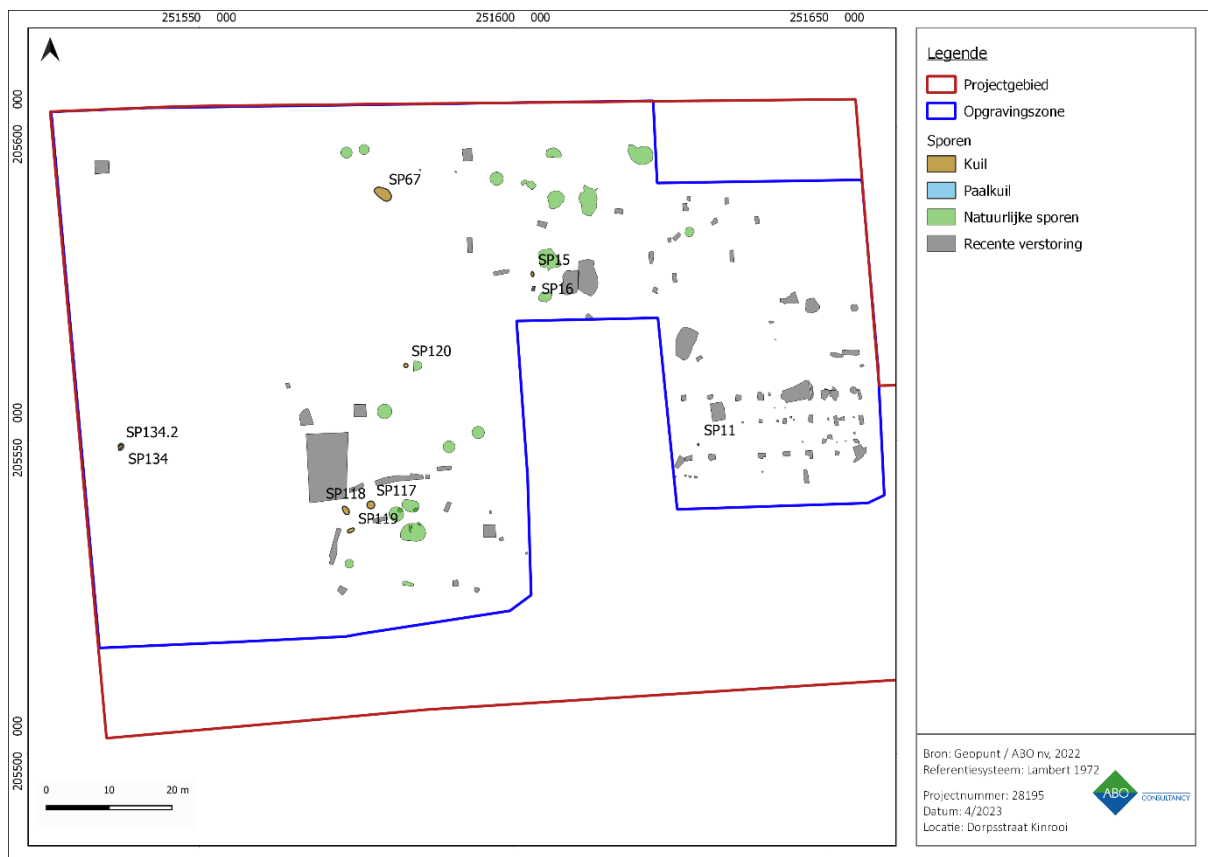 251550 000
251600 000
251650 000
000
205600
000
205550
000
205500
SP67
SP15
SP16
SP120
SP11
SP134.2
SP134
SP118
SP117
SP119
0 10 20 m
Legende
Projectgebied
Opgravingszone
Sporen
Kuil
Paalkuil
Natuurlijke sporen
Recente verstoring
Bron: Geopunt / ABO nv, 2022
Referentiesysteem: Lambert 1972
Projectnummer: 28195
Datum: 4/2023
Locatie: Dorpsstraat Kinrooi
ABO
CONSULTANCY